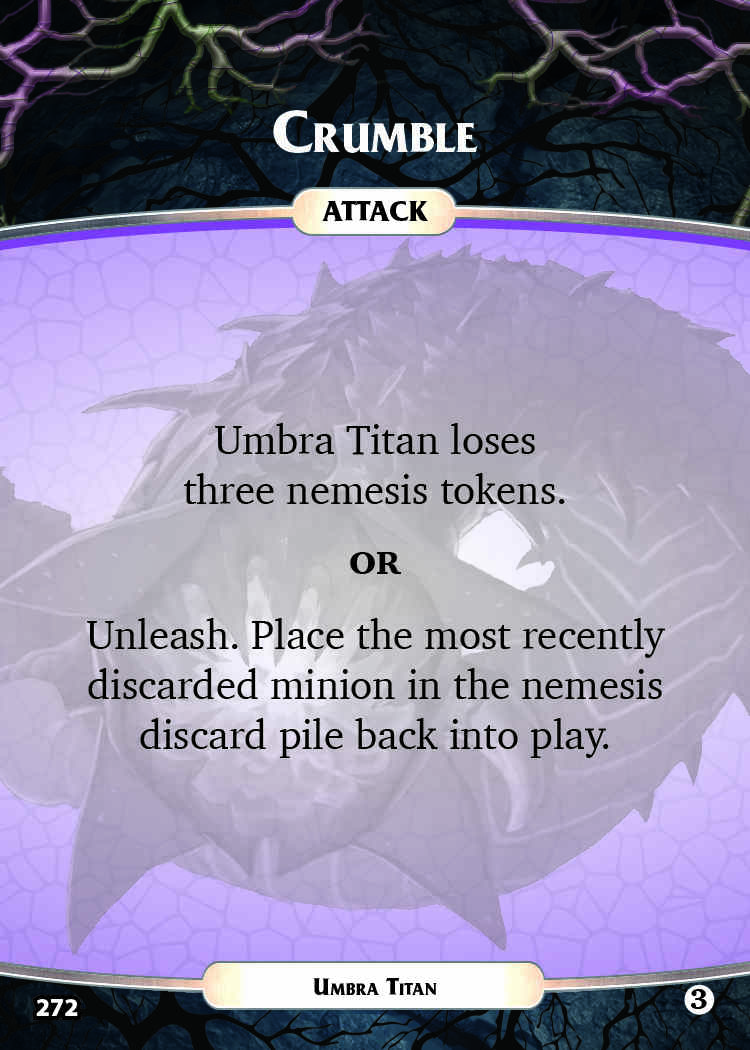 Crumble
ATTACK
Umbra Titan loses
three nemesis tokens.
OR
Unleash. Place the most recently
discarded minion in the nemesis
discard pile back into play.
Umbra Titan
272
3